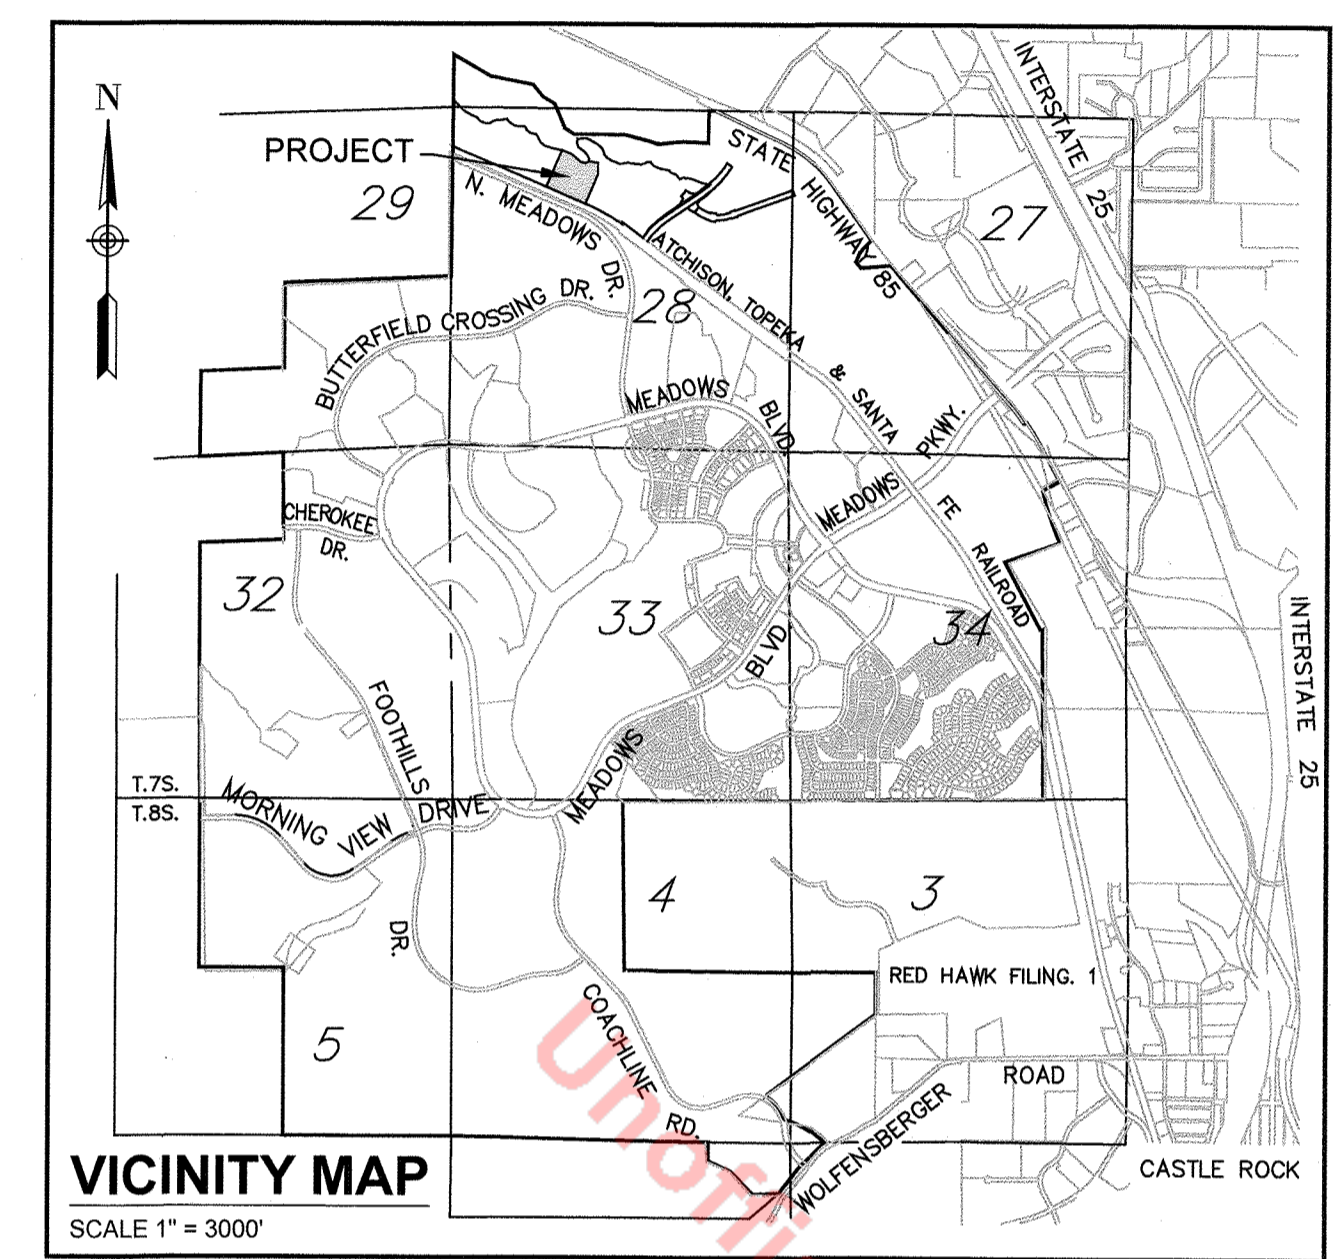 N
PROJECT
29
N. MEADOWS DR.
STATE HIGHWAY 85
INTERSTATE 25
27
ATCHISON, TOPEKA & SANTA FE RAILROAD
28
BUTTERFIELD CROSSING DR.
MEADOWS BLVD
MEADOWS PKWY.
CHEROKEE DR.
32
33
34
MEADOWS BLVD.
FOOTHILLS DR.
INTERSTATE 25
T.7S.
T.8S.
MORNING VIEW DRIVE
4
3
RED HAWK FILING. 1
5
COACHLINE RD.
WOLFENSBERGER ROAD
CASTLE ROCK
VICINITY MAP
SCALE 1" = 3000'
Unoffi